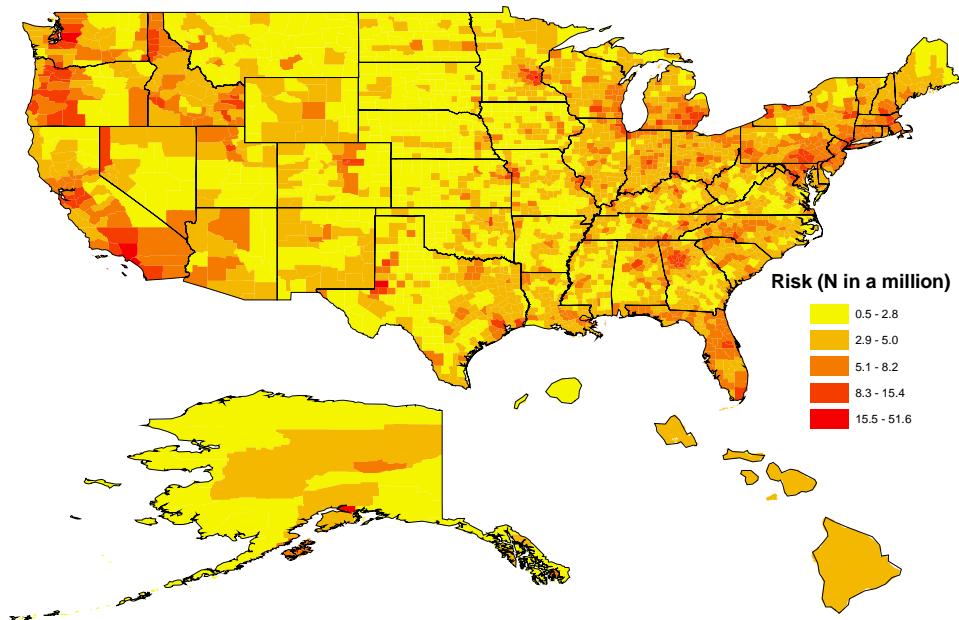 Risk (N in a million)
0.5 - 2.8
2.9 - 5.0
5.1 - 8.2
8.3 - 15.4
15.5 - 51.6